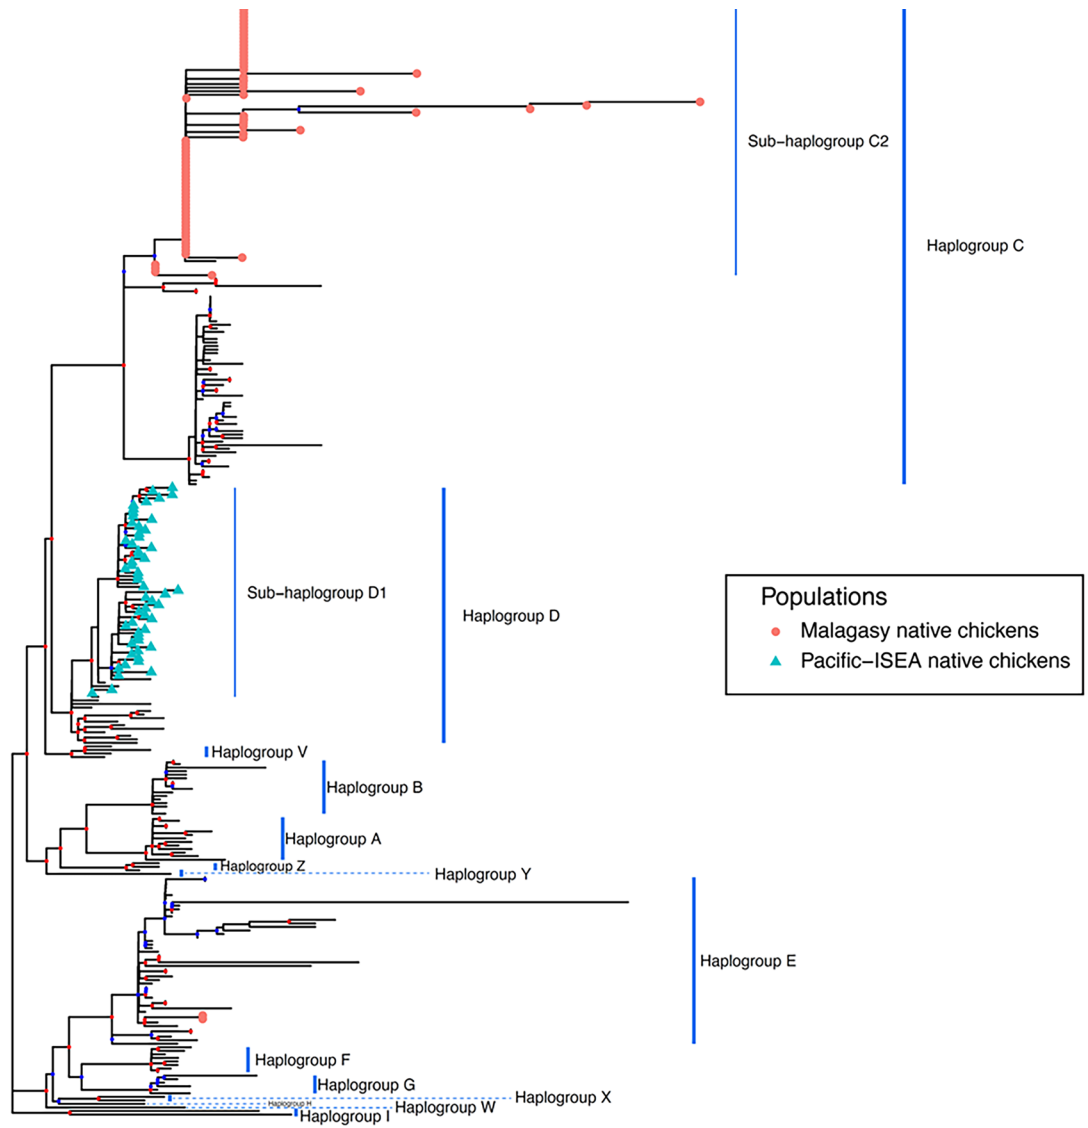 Sub−haplogroup C2
Haplogroup C
Sub−haplogroup D1
Haplogroup D
Populations
Malagasy native chickens
Pacific−ISEA native chickens
Haplogroup V
Haplogroup B
Haplogroup A
Haplogroup Z
Haplogroup Y
Haplogroup E
Haplogroup F
Haplogroup G
Haplogroup X
Haplogroup H
Haplogroup W
Haplogroup I